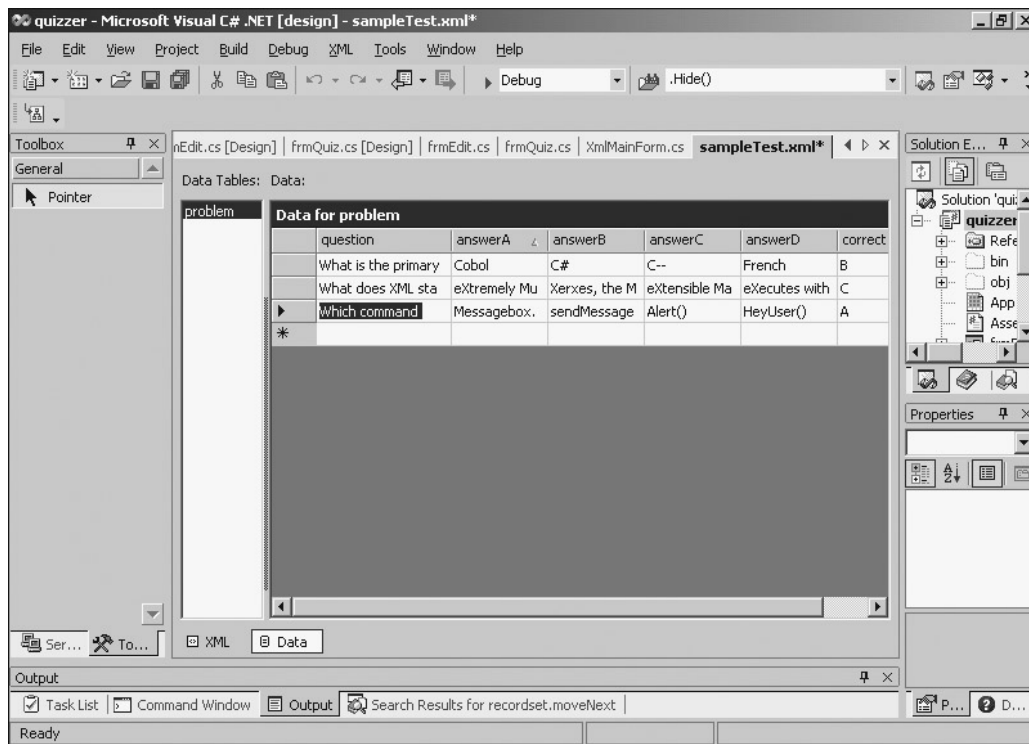 quizzer - Microsoft Visual C# .NET [design] - sampleTest.xml*
File Edit View Project Build Debug XML Tools Window Help
Debug .Hide()
Toolbox
General
Pointer
nEdit.cs [Design] frmQuiz.cs [Design] frmEdit.cs frmQuiz.cs XmlMainForm.cs sampleTest.xml*
Data Tables: Data:
problem
Data for problem
question answerA answerB answerC answerD correct
What is the primary Cobol C# C-- French B
What does XML sta eXtremely Mu Xerxes, the M eXtensible Ma eXecutes with C
Which command Messagebox. sendMessage Alert() HeyUser() A
XML Data
Ser... To...
Solution E...
Solution 'qui
quizzer
Refe
bin
obj
App
Asse
Properties
Output
Task List Command Window Output Search Results for recordset.moveNext
P... D...
Ready